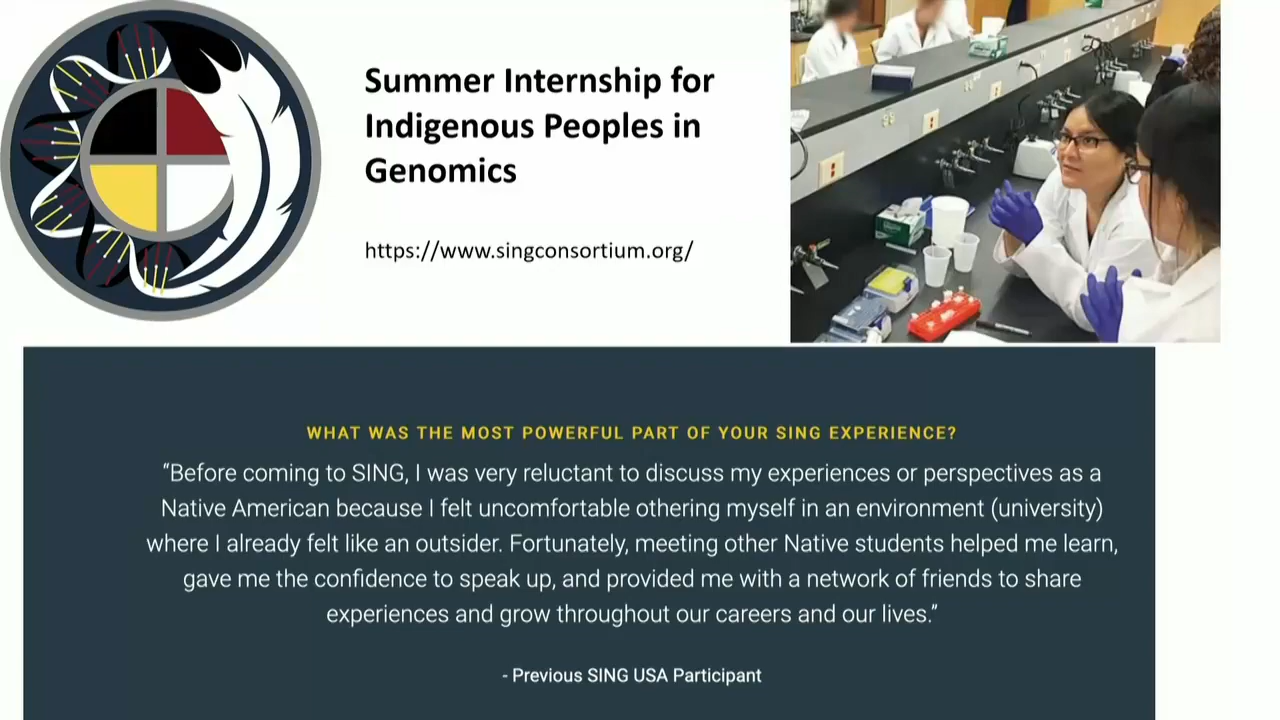 Summer Internship for
Indigenous Peoples in
Genomics
https://www.singconsortium.org/
WHAT WAS THE MOST POWERFUL PART OF YOUR SING EXPERIENCE?
“Before coming to SING, I was very reluctant to discuss my experiences or perspectives as a
Native American because I felt uncomfortable othering myself in an environment (university)
where I already felt like an outsider. Fortunately, meeting other Native students helped me learn,
gave me the confidence to speak up, and provided me with a network of friends to share
experiences and grow throughout our careers and our lives.”
- Previous SING USA Participant